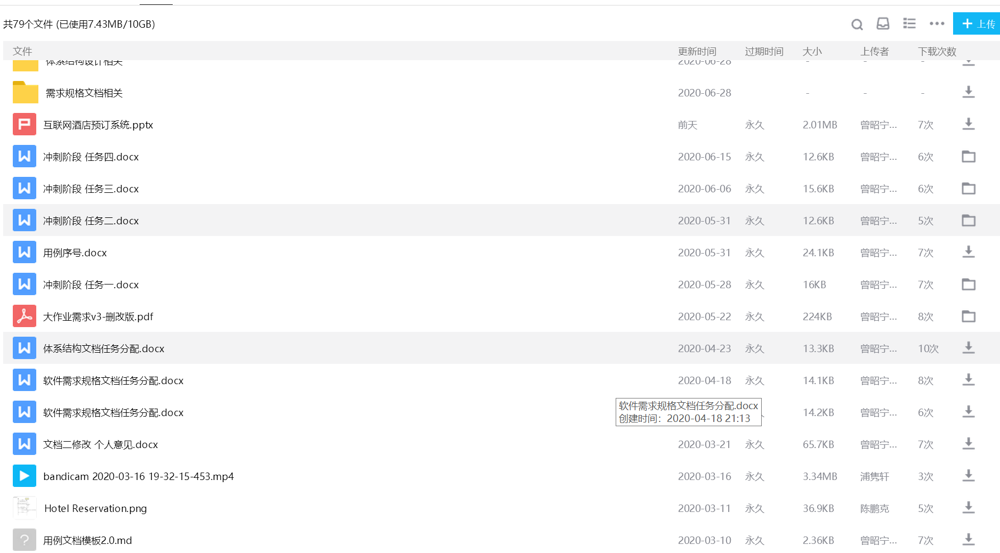 共79个文件 (已使用7.43MB/10GB)
上传
文件 更新时间 过期时间 大小 上传者 下载次数
体系结构设计相关 2020-06-28 - - -
需求规格文档相关 2020-06-28 - - -
互联网酒店预订系统.pptx 前天 永久 2.01MB 曾昭宁... 7次
冲刺阶段 任务四.docx 2020-06-15 永久 12.6KB 曾昭宁... 6次
冲刺阶段 任务三.docx 2020-06-06 永久 15.6KB 曾昭宁... 6次
冲刺阶段 任务二.docx 2020-05-31 永久 12.6KB 曾昭宁... 5次
用例序号.docx 2020-05-31 永久 24.1KB 曾昭宁... 7次
冲刺阶段 任务一.docx 2020-05-28 永久 16KB 曾昭宁... 7次
大作业需求v3-删改版.pdf 2020-05-22 永久 224KB 曾昭宁... 8次
体系结构文档任务分配.docx 2020-04-23 永久 13.3KB 曾昭宁... 10次
软件需求规格文档任务分配.docx 2020-04-18 永久 14.1KB 曾昭宁... 8次
软件需求规格文档任务分配.docx 14.2KB 曾昭宁... 6次
软件需求规格文档任务分配.docx
创建时间：2020-04-18 21:13
文档二修改 个人意见.docx 2020-03-21 永久 65.7KB 曾昭宁... 7次
bandicam 2020-03-16 19-32-15-453.mp4 2020-03-16 永久 3.34MB 浦隽轩 3次
Hotel Reservation.png 2020-03-11 永久 36.9KB 陈鹏克 5次
用例文档模板2.0.md 2020-03-10 永久 2.36KB 曾昭宁... 7次